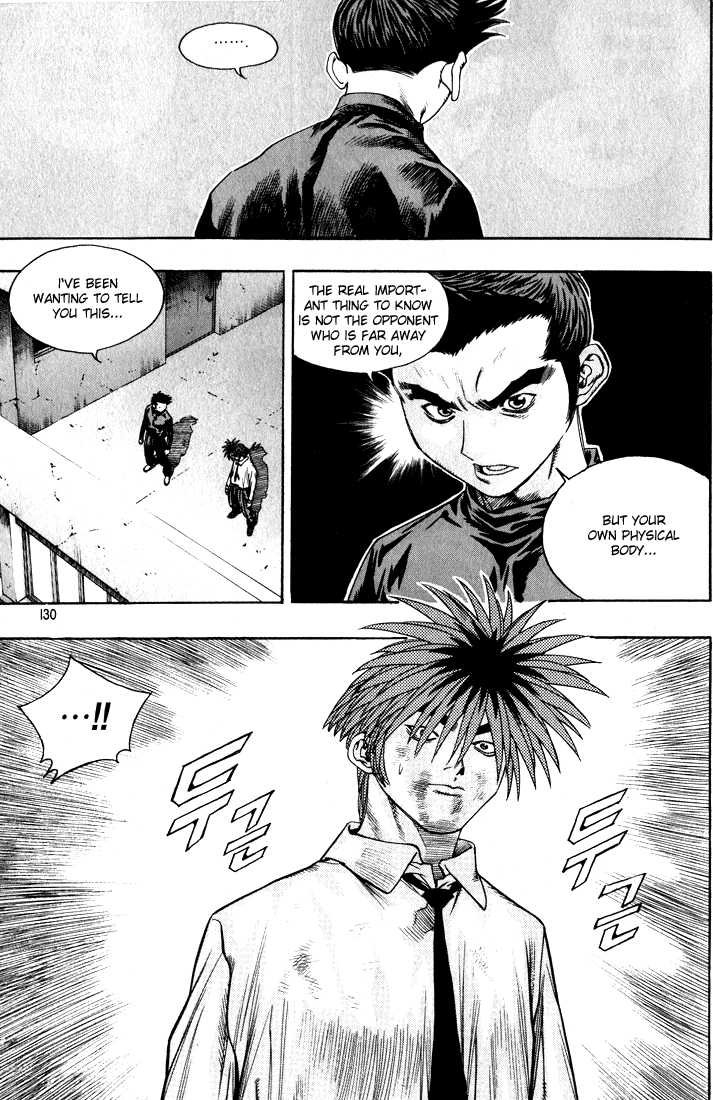 .......
I'VE BEEN
WANTING TO TELL
YOU THIS...
THE REAL IMPORT-
ANT THING TO KNOW
IS NOT THE OPPONENT
WHO IS FAR AWAY
FROM YOU,
BUT YOUR
OWN PHYSICAL
BODY...
130
...!!
두근
두근